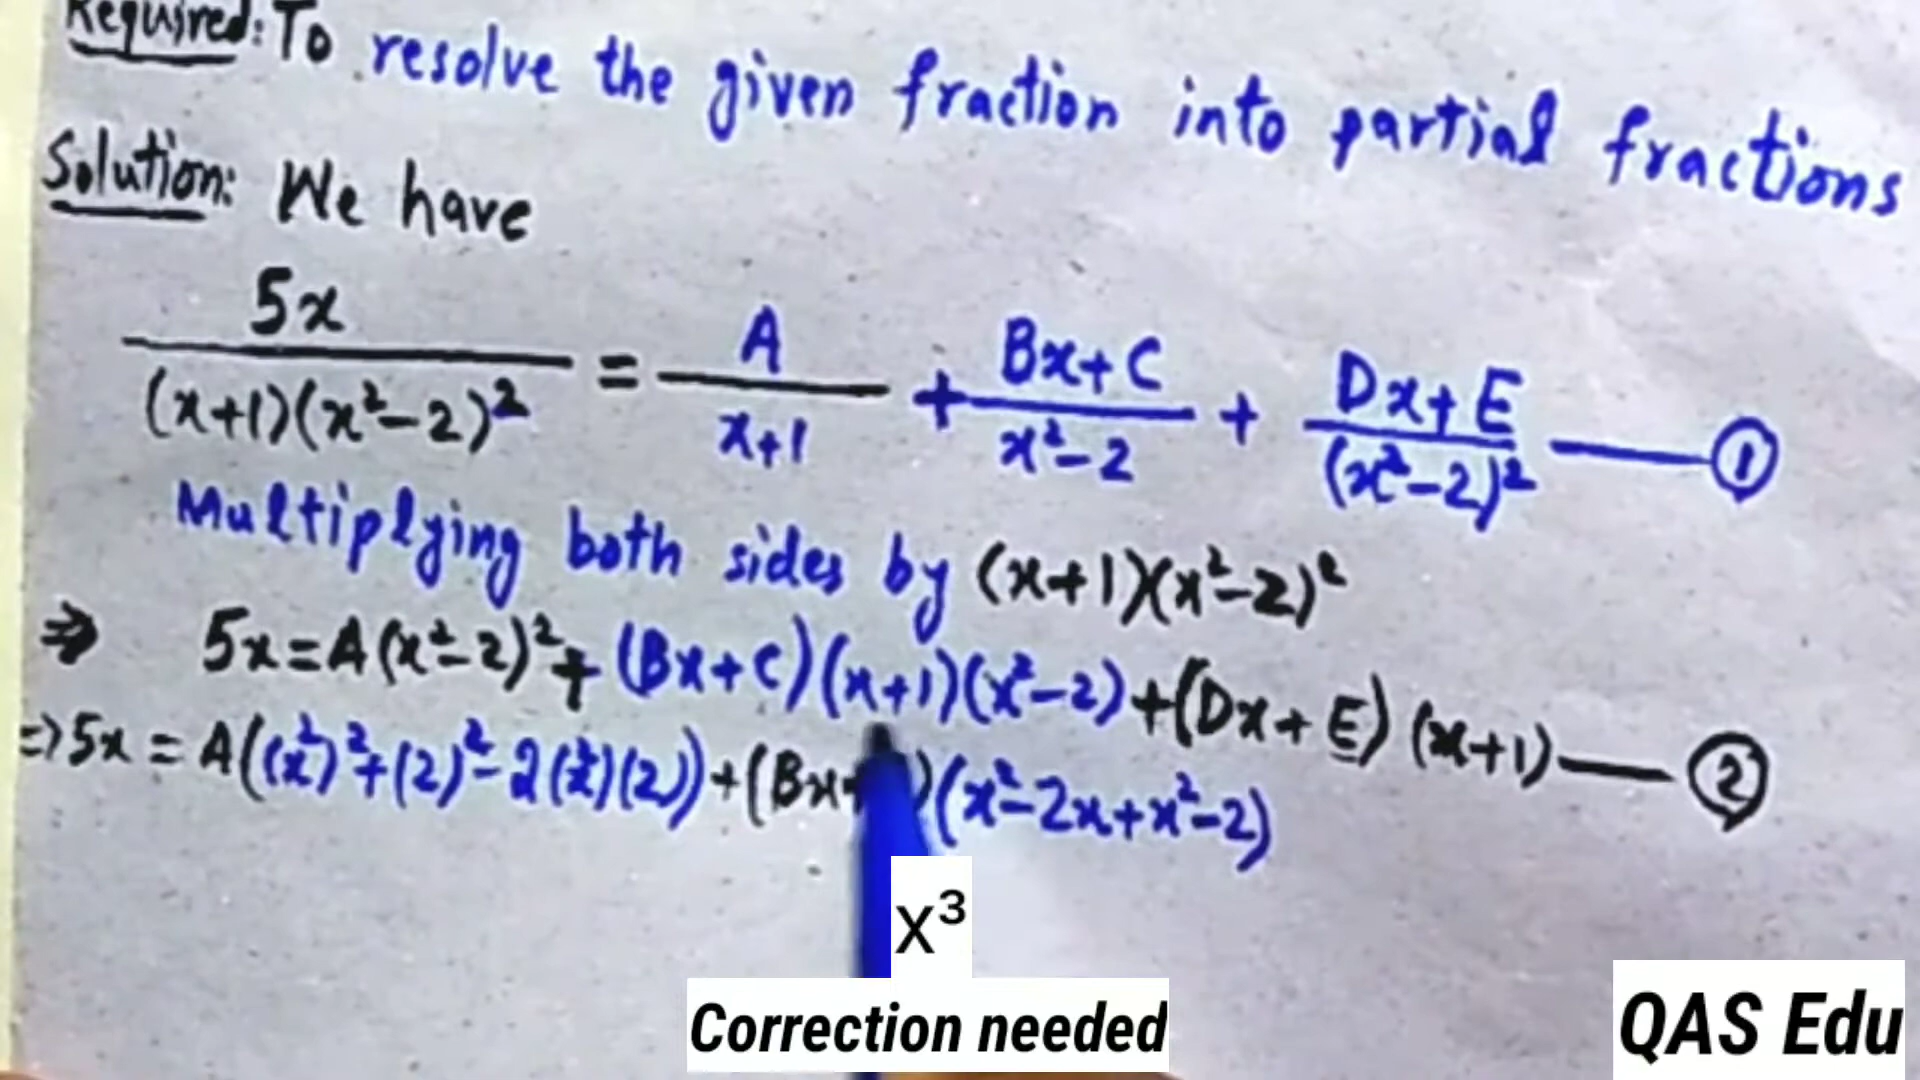 Required: To resolve the given fraction into partial fractions
Solution: We have
5x/(x+1)(x²-2)² = A/x+1 + Bx+C/x²-2 + Dx+E/(x²-2)² — ①
Multiplying both sides by (x+1)(x²-2)²
⇒ 5x=A(x²-2)²+(Bx+C)(x+1)(x²-2)+(Dx+E)(x+1) — ②
⇒5x = A((x²)²+(2)²-2(x²)(2))+(Bx+ )(x²-2x+x²-2)
x³
Correction needed
QAS Edu